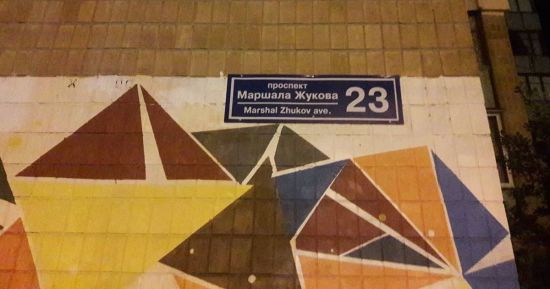 проспект
Маршала Жукова
Marshal Zhukov ave.
23